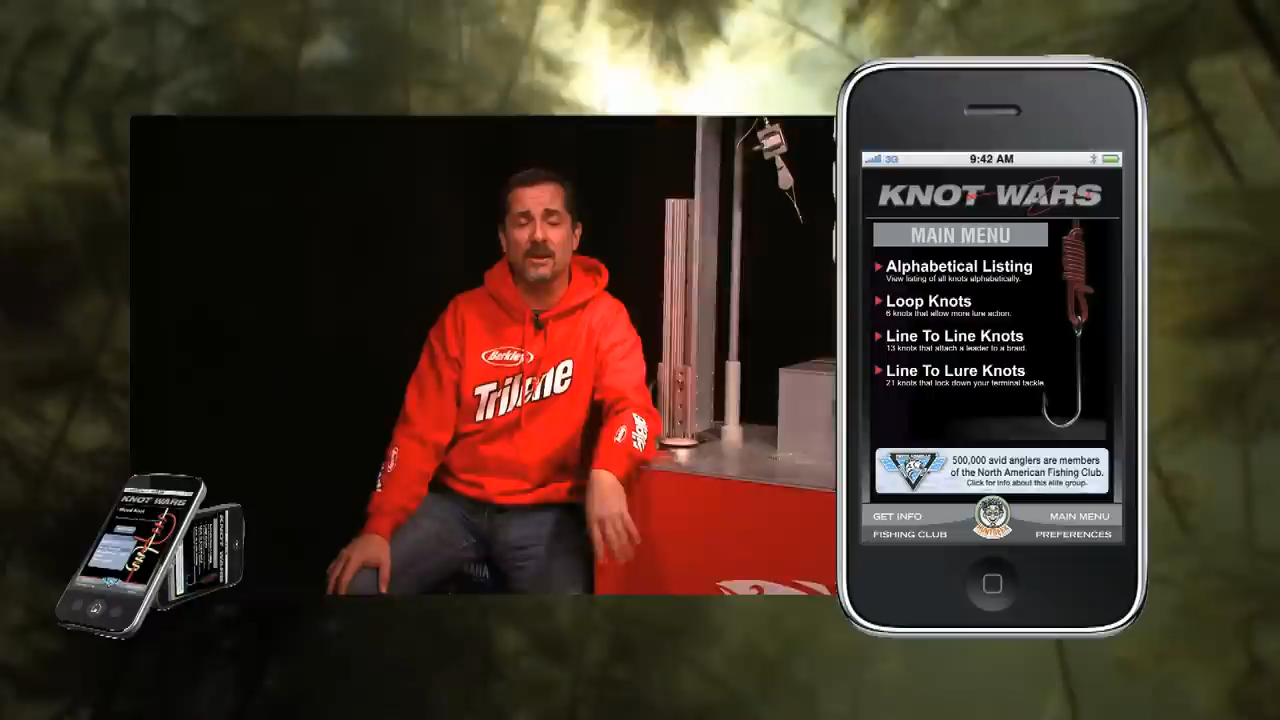 Berkley
Trilene
3G
9:42 AM
KNOT WARS
MAIN MENU
Alphabetical Listing
View listing of all knots alphabetically.
Loop Knots
6 knots that allow more lure action.
Line To Line Knots
13 knots that attach a leader to a braid.
Line To Lure Knots
21 knots that lock down your terminal tackle.
500,000 avid anglers are members
of the North American Fishing Club.
Click for info about this elite group.
GET INFO
MAIN MENU
FISHING CLUB
PREFERENCES
KNOT WARS
KNOT WARS